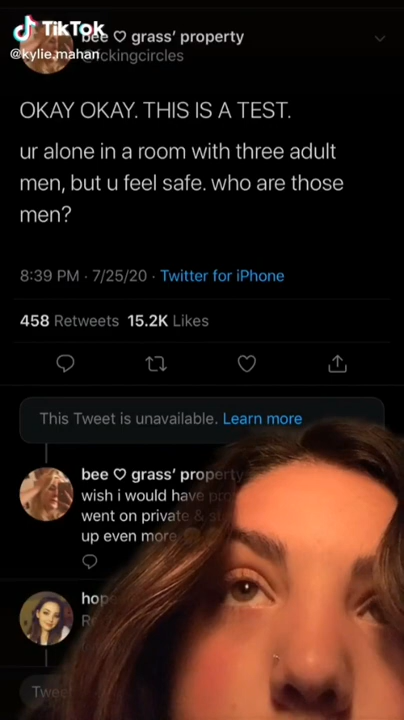 TikTok
@kylie.mahan
bee ♡ grass' property
OKAY OKAY. THIS IS A TEST.
ur alone in a room with three adult
men, but u feel safe. who are those
men?
8:39 PM · 7/25/20 · Twitter for iPhone
458 Retweets 15.2K Likes
This Tweet is unavailable. Learn more
bee ♡ grass' property
wish i would have
went on private &
up even more
hop
Twee